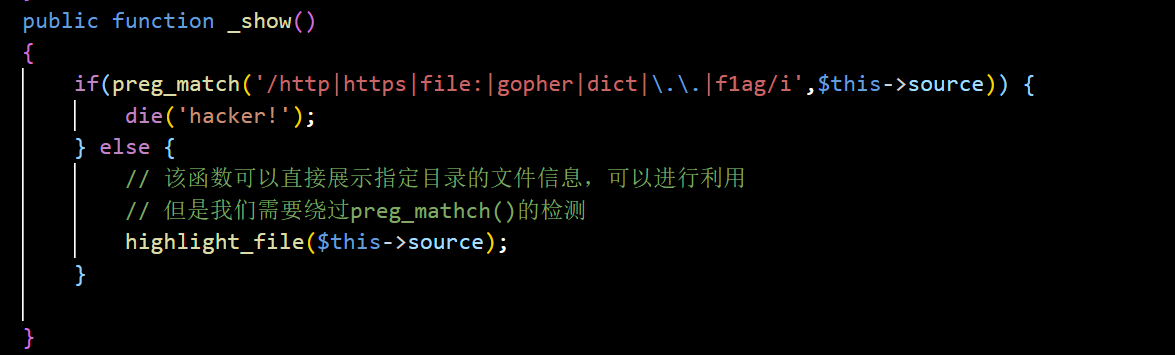 public function _show()
{
if(preg_match('/http|https|file:|gopher|dict|\.\.|f1ag/i',$this->source)) {
die('hacker!');
} else {
// 该函数可以直接展示指定目录的文件信息，可以进行利用
// 但是我们需要绕过preg_mathch()的检测
highlight_file($this->source);
}
}